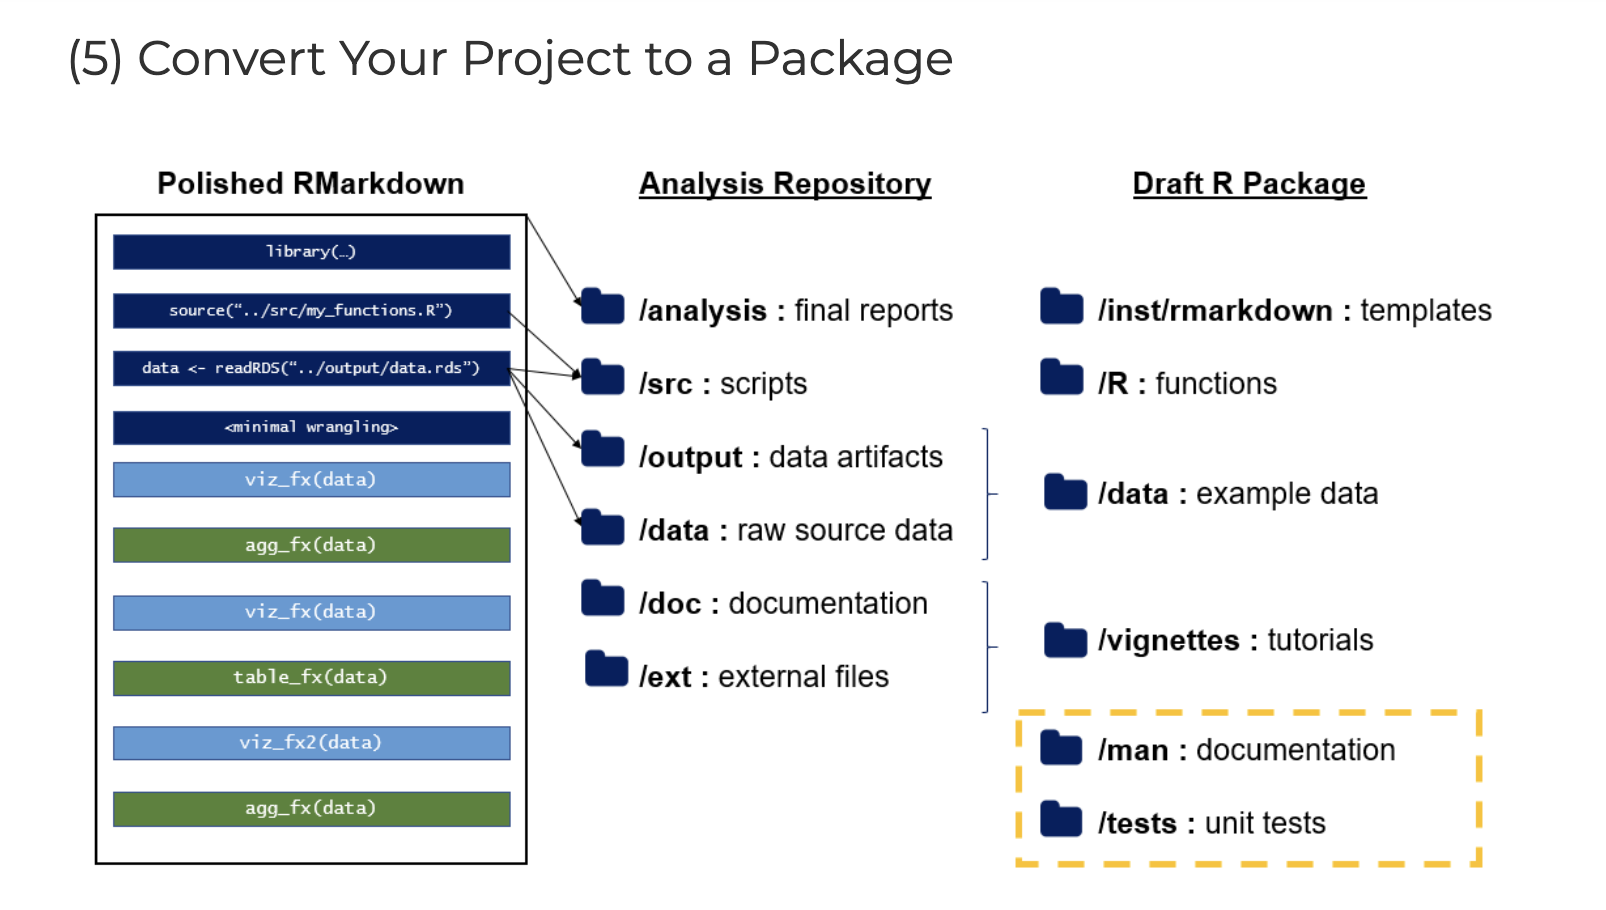 (5) Convert Your Project to a Package
Polished RMarkdown
library(…)
source(“../src/my_functions.R”)
data <- readRDS(“../output/data.rds”)
<minimal wrangling>
viz_fx(data)
agg_fx(data)
viz_fx(data)
table_fx(data)
viz_fx2(data)
agg_fx(data)
Analysis Repository
/analysis : final reports
/src : scripts
/output : data artifacts
/data : raw source data
/doc : documentation
/ext : external files
Draft R Package
/inst/rmarkdown : templates
/R : functions
/data : example data
/vignettes : tutorials
/man : documentation
/tests : unit tests